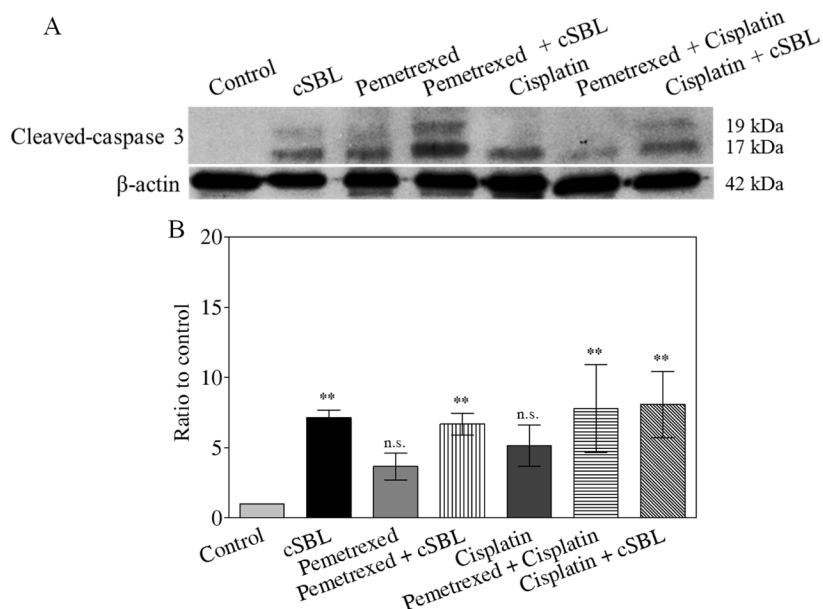 A
Control
cSBL
Pemetrexed
Pemetrexed + cSBL
Cisplatin
Pemetrexed + Cisplatin
Cisplatin + cSBL
Cleaved-caspase 3
19 kDa
17 kDa
β-actin
42 kDa
B
20
15
10
5
0
Ratio to control
**
n.s.
**
n.s.
**
**
Control
cSBL
Pemetrexed
Pemetrexed + cSBL
Cisplatin
Pemetrexed + Cisplatin
Cisplatin + cSBL